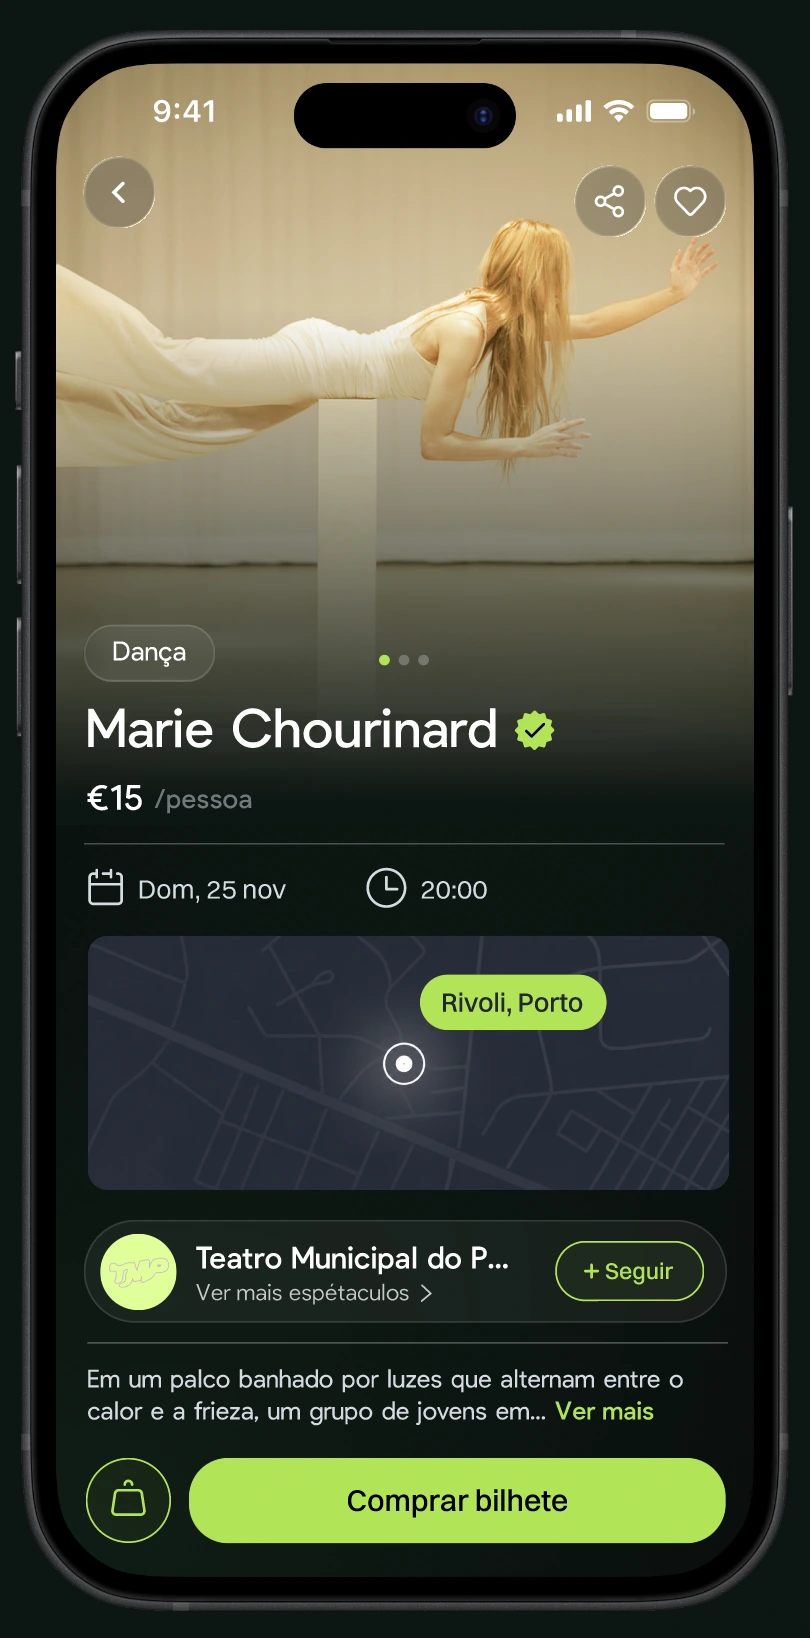 9:41
Dança
Marie Chourinard
€15 /pessoa
Dom, 25 nov
20:00
Rivoli, Porto
TMP
Teatro Municipal do P...
Ver mais espétaculos >
+ Seguir
Em um palco banhado por luzes que alternam entre o
calor e a frieza, um grupo de jovens em... Ver mais
Comprar bilhete